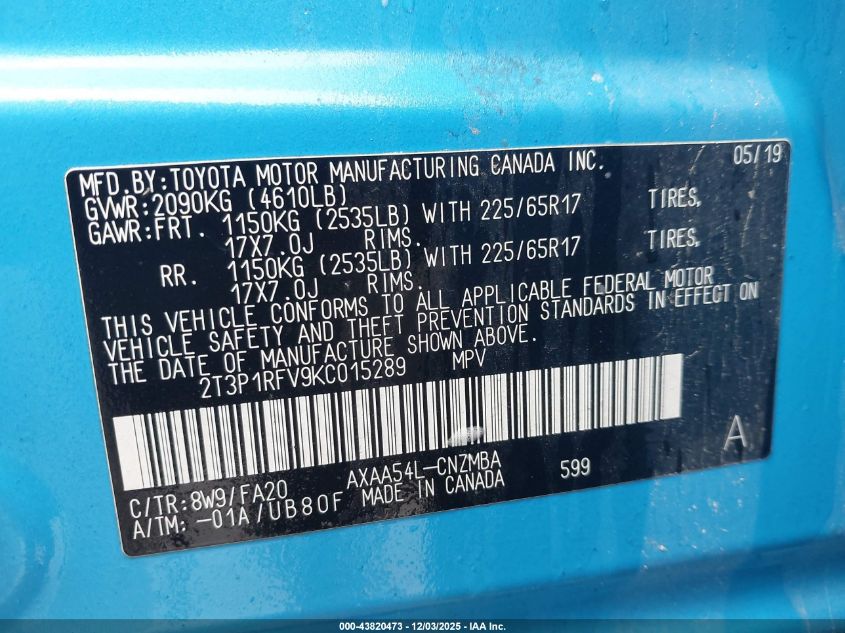 MFD.BY:TOYOTA MOTOR MANUFACTURING CANADA INC. 05/19
GVWR:2090KG (4610LB)
GAWR:FRT. 1150KG (2535LB) WITH 225/65R17 TIRES,
17X7.0J RIMS.
RR. 1150KG (2535LB) WITH 225/65R17 TIRES,
17X7.0J RIMS.
THIS VEHICLE CONFORMS TO ALL APPLICABLE FEDERAL MOTOR
VEHICLE SAFETY AND THEFT PREVENTION STANDARDS IN EFFECT ON
THE DATE OF MANUFACTURE SHOWN ABOVE.
2T3P1RFV9KC015289 MPV
A
C/TR:8W9/FA20 AXAA54L-CNZMBA 599
A/TM:-01A/UB80F MADE IN CANADA
000-43820473 - 12/03/2025 - IAA Inc.